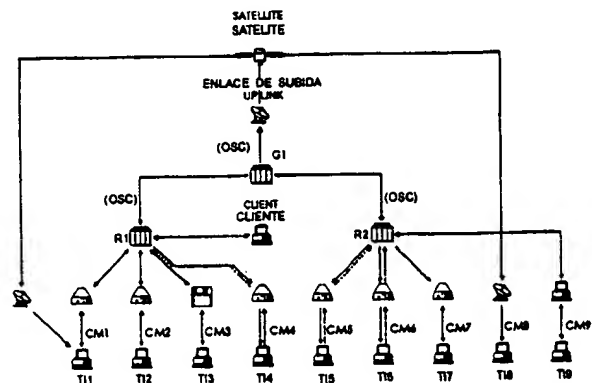 SATELLITE
SATELITE
ENLACE DE SUBIDA
UPLINK
(OSC)
G1
(OSC)
(OSC)
CLIENT
CLIENTE
R1
R2
CM1
CM2
CM3
CM4
CM5
CM6
CM7
CM8
CM9
TI1
TI2
TI3
TI4
TI5
TI6
TI7
TI8
TI9